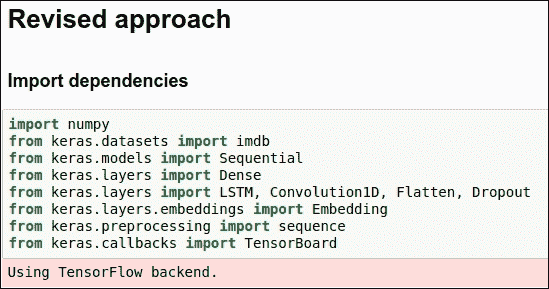 Revised approach
Import dependencies
import numpy
from keras.datasets import imdb
from keras.models import Sequential
from keras.layers import Dense
from keras.layers import LSTM, Convolution1D, Flatten, Dropout
from keras.layers.embeddings import Embedding
from keras.preprocessing import sequence
from keras.callbacks import TensorBoard
Using TensorFlow backend.